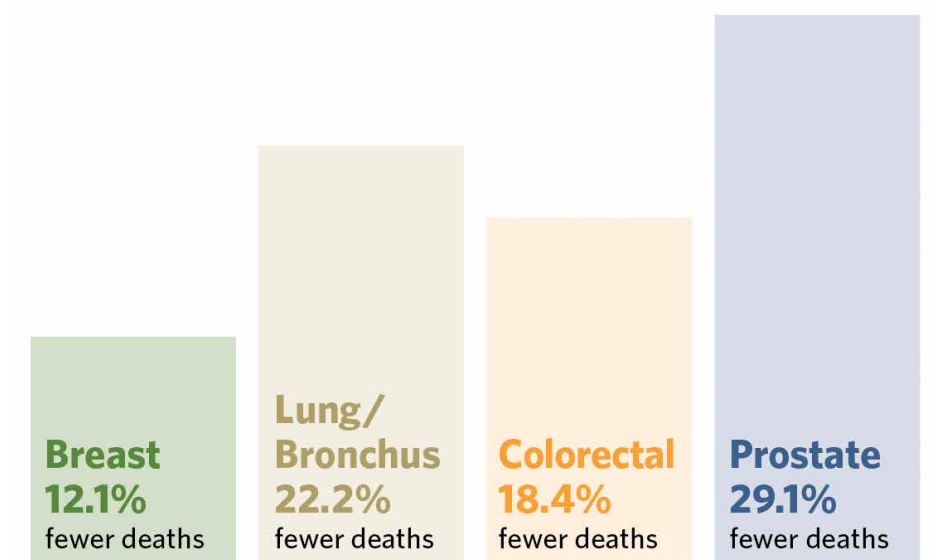 Breast
12.1%
fewer deaths
Lung/
Bronchus
22.2%
fewer deaths
Colorectal
18.4%
fewer deaths
Prostate
29.1%
fewer deaths